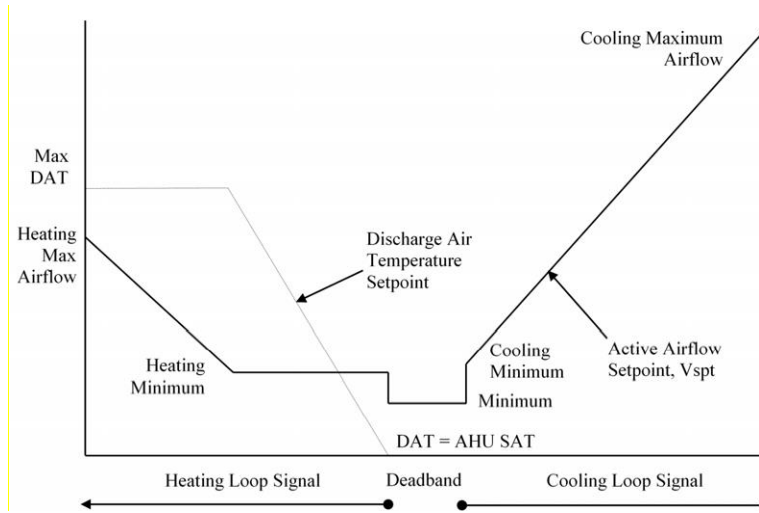 Cooling Maximum
Airflow
Max
DAT
Heating
Max
Airflow
Discharge Air
Temperature
Setpoint
Heating
Minimum
Cooling
Minimum
Active Airflow
Setpoint, Vspt
Minimum
DAT = AHU SAT
Heating Loop Signal
Deadband
Cooling Loop Signal